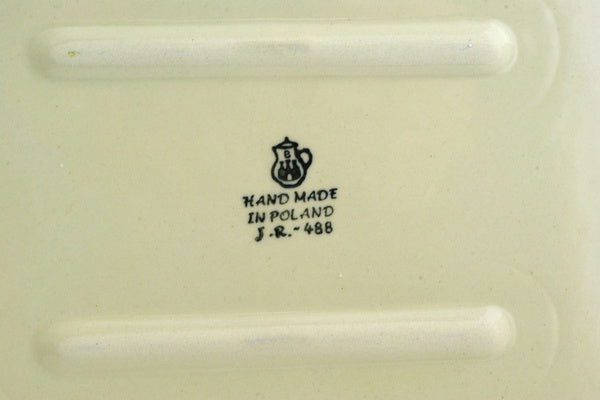 B
HAND MADE
IN POLAND
J.R.-488